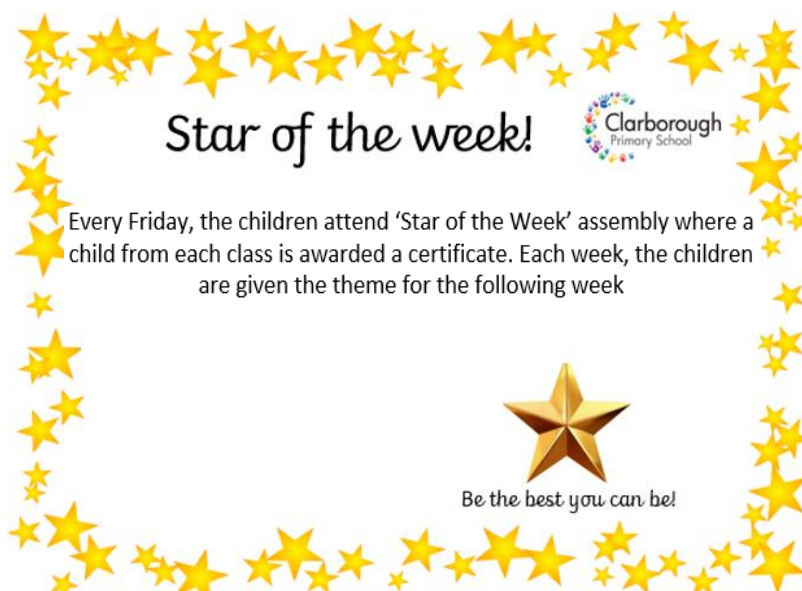 Star of the week!
Clarborough
Primary School
Every Friday, the children attend ‘Star of the Week’ assembly where a
child from each class is awarded a certificate. Each week, the children
are given the theme for the following week
Be the best you can be!